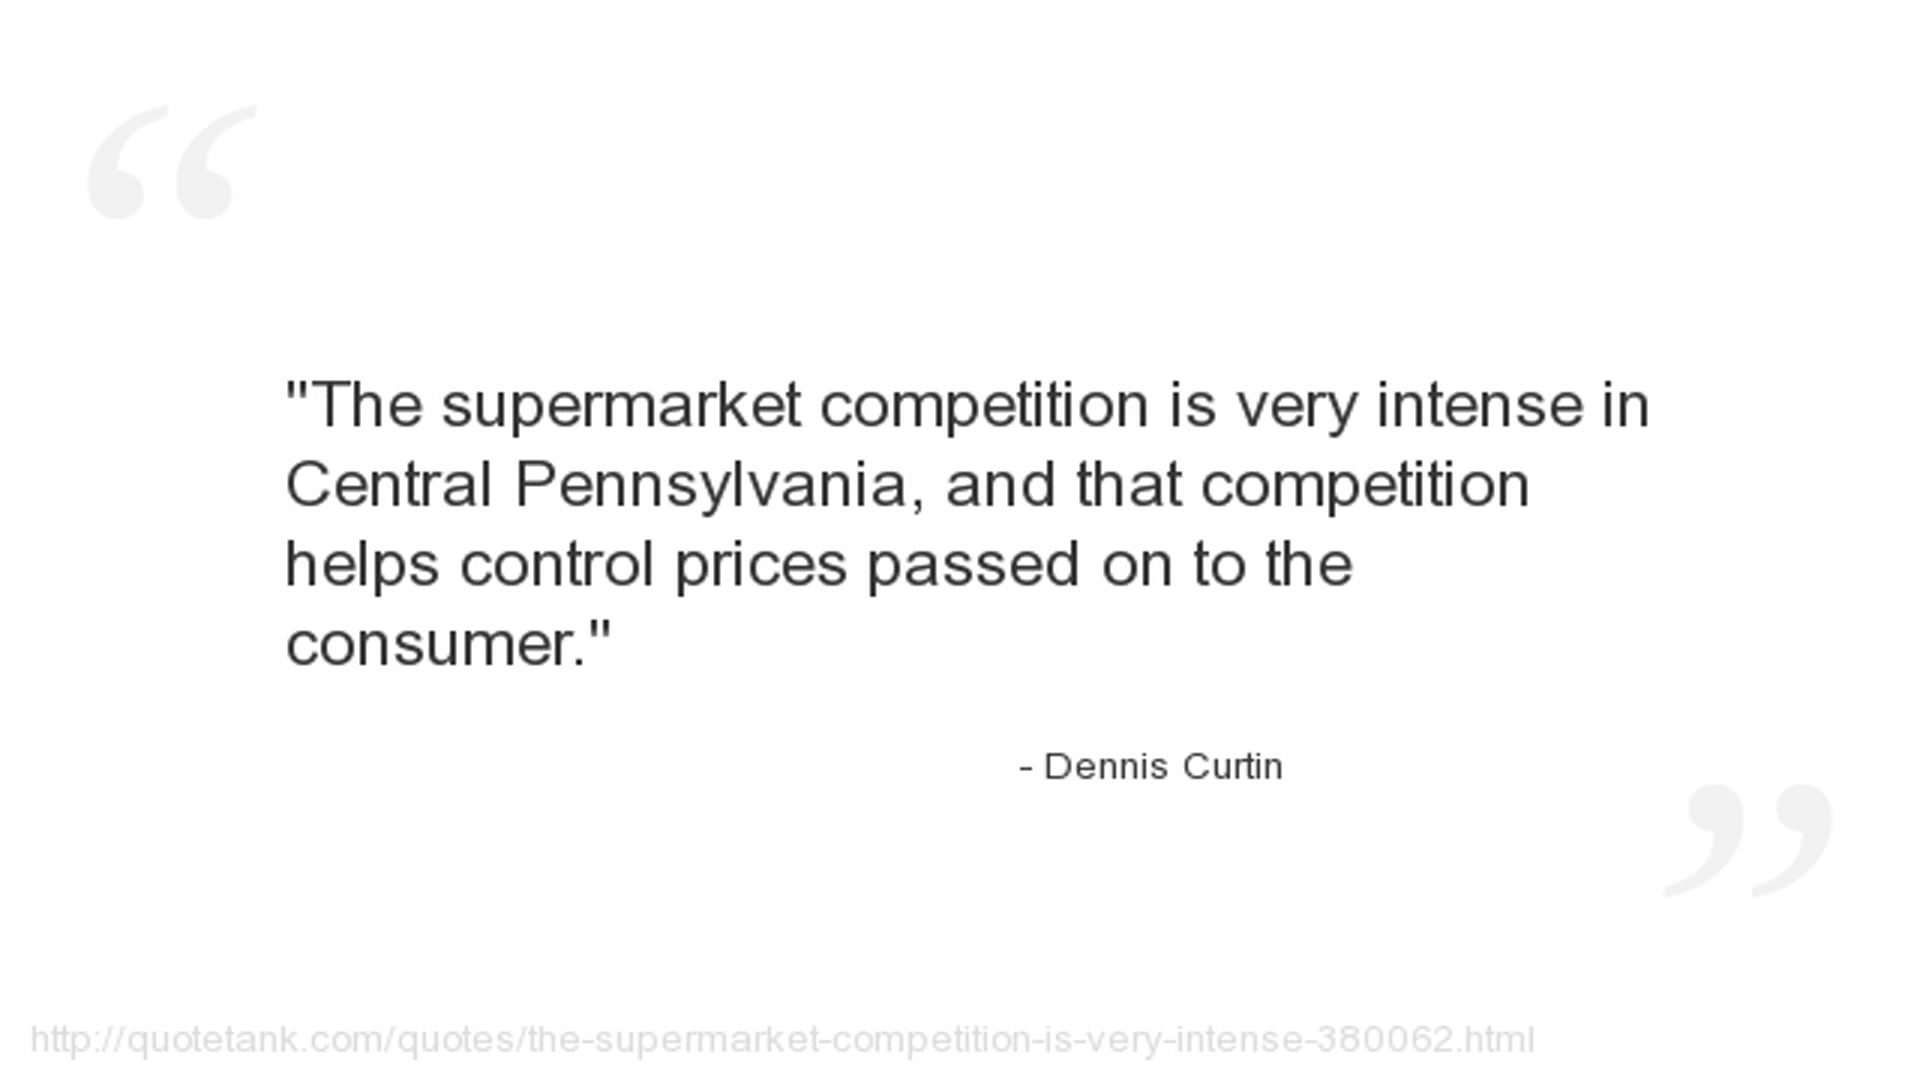 "The supermarket competition is very intense in
Central Pennsylvania, and that competition
helps control prices passed on to the
consumer."
- Dennis Curtin
http://quotetank.com/quotes/the-supermarket-competition-is-very-intense-380062.html